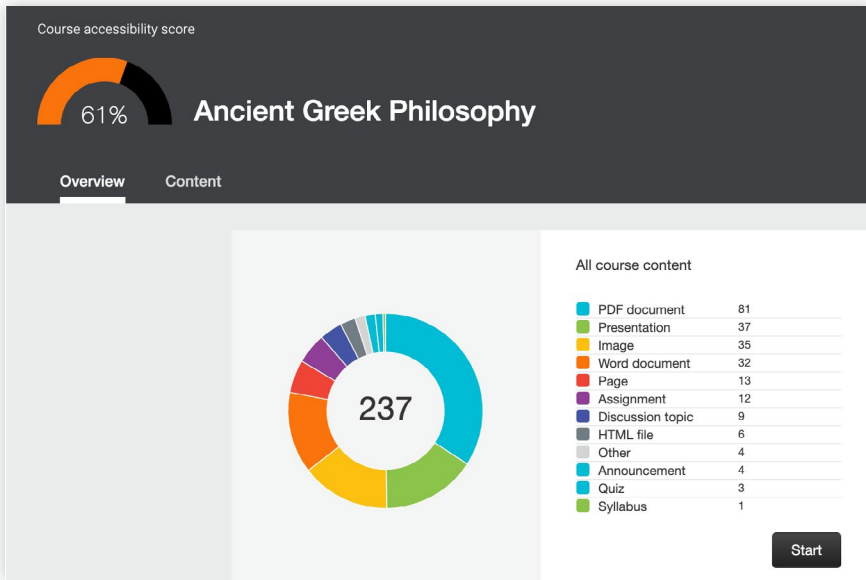 Course accessibility score
61%
Ancient Greek Philosophy
Overview Content
All course content
237
PDF document 81
Presentation 37
Image 35
Word document 32
Page 13
Assignment 12
Discussion topic 9
HTML file 6
Other 4
Announcement 4
Quiz 3
Syllabus 1
Start